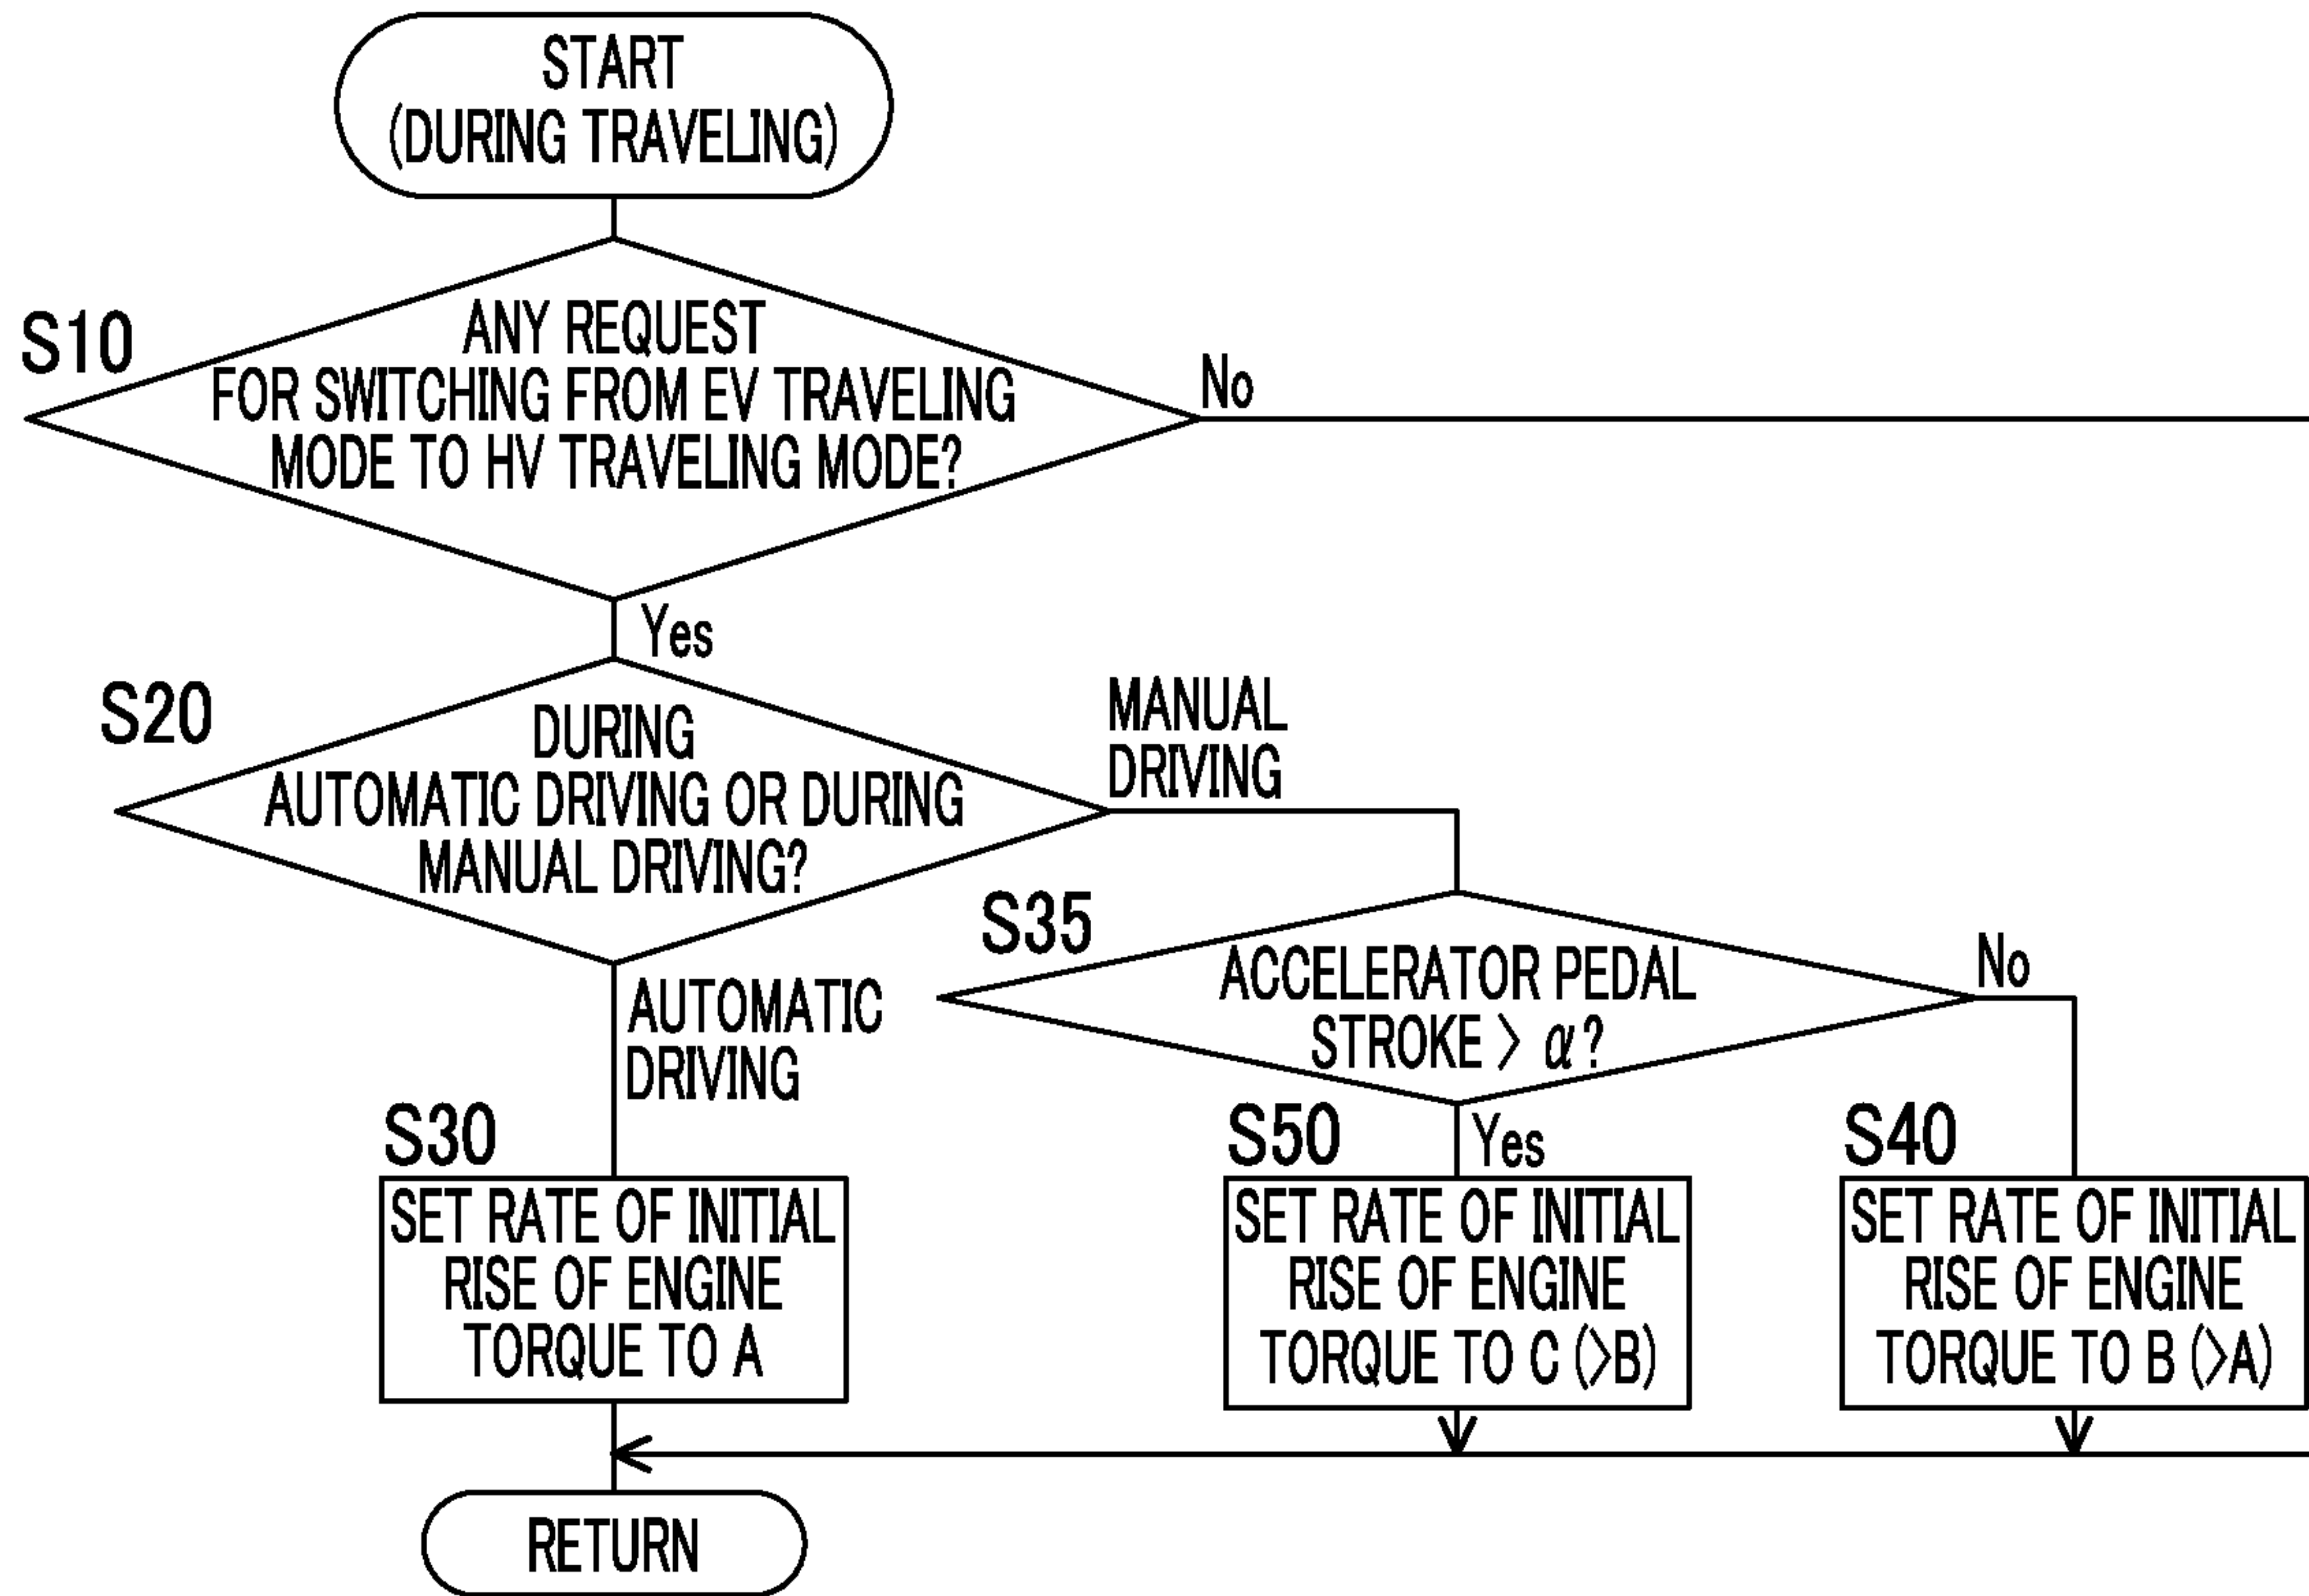 START
(DURING TRAVELING)
S10
ANY REQUEST
FOR SWITCHING FROM EV TRAVELING
MODE TO HV TRAVELING MODE?
No
Yes
S20
DURING
AUTOMATIC DRIVING OR DURING
MANUAL DRIVING?
MANUAL
DRIVING
AUTOMATIC
DRIVING
S35
ACCELERATOR PEDAL
STROKE > α?
No
Yes
S30
SET RATE OF INITIAL
RISE OF ENGINE
TORQUE TO A
S50
SET RATE OF INITIAL
RISE OF ENGINE
TORQUE TO C (>B)
S40
SET RATE OF INITIAL
RISE OF ENGINE
TORQUE TO B (>A)
RETURN